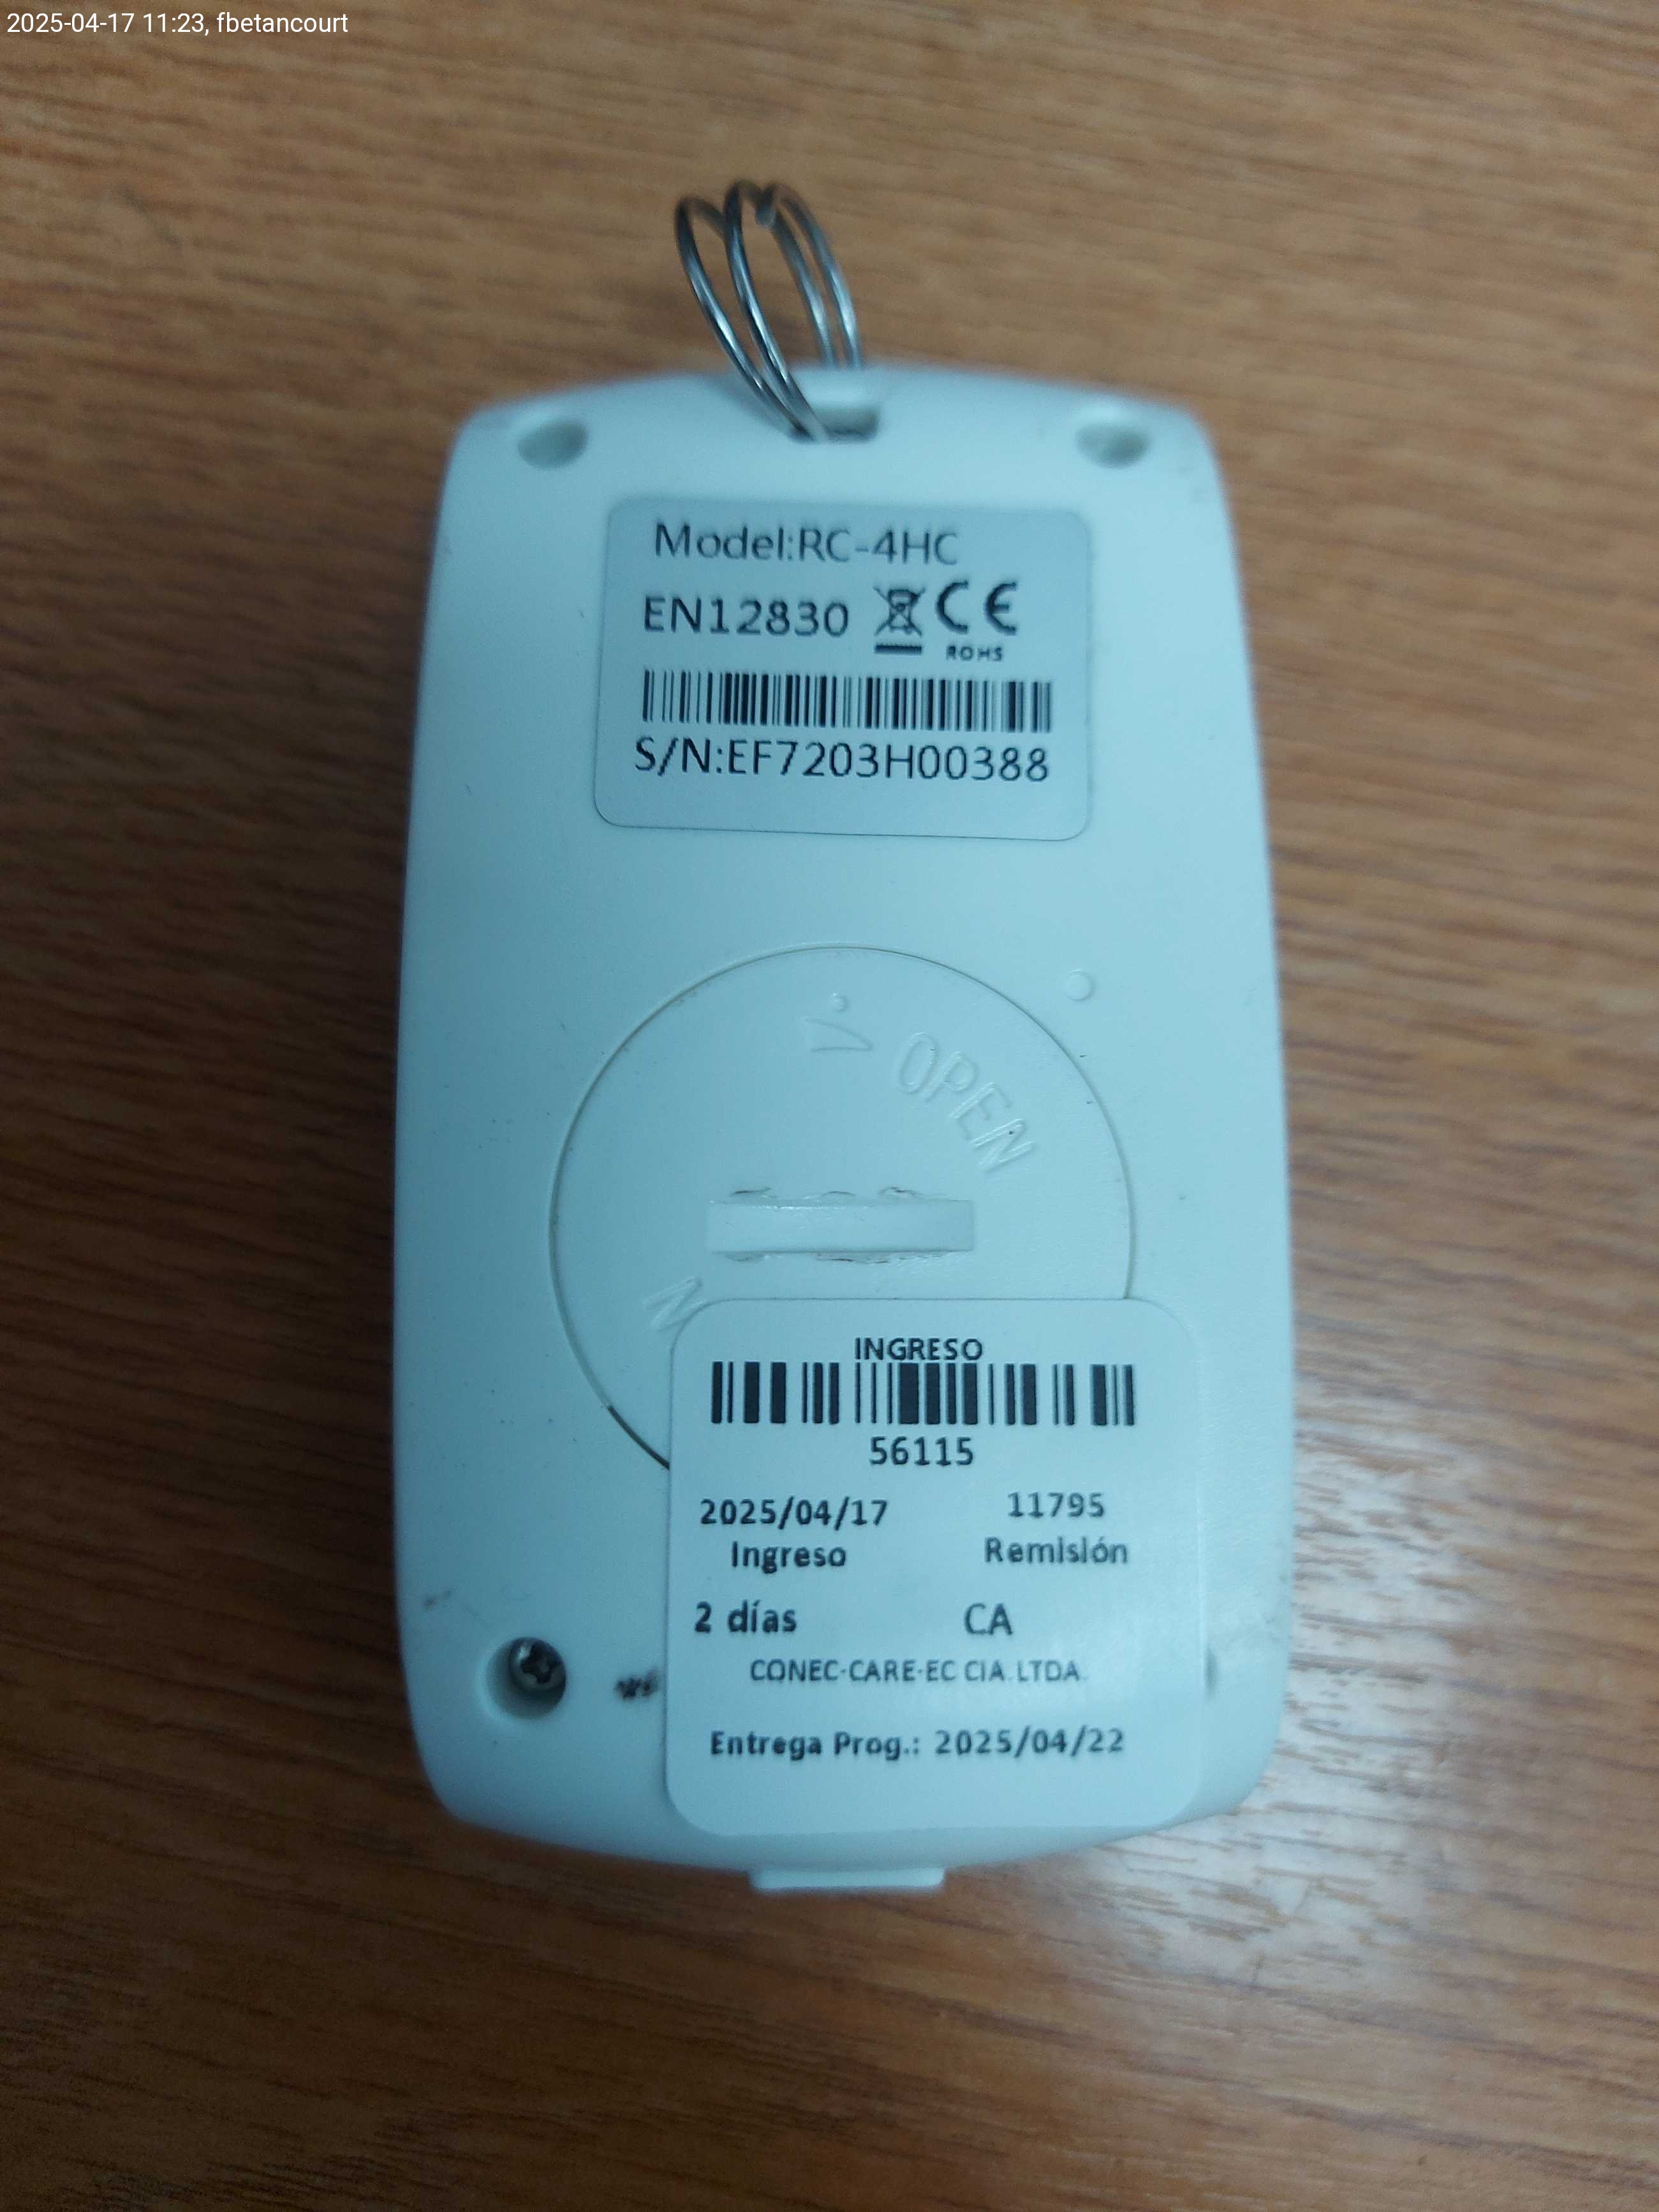 2025-04-17 11:23, fbetancourt
Model:RC-4HC
EN12830 CE
ROHS
S/N:EF7203H00388
OPEN
INGRESO
56115
2025/04/17 11795
Ingreso Remisión
2 días CA
CONEC-CARE-EC CIA.LTDA.
Entrega Prog.: 2025/04/22